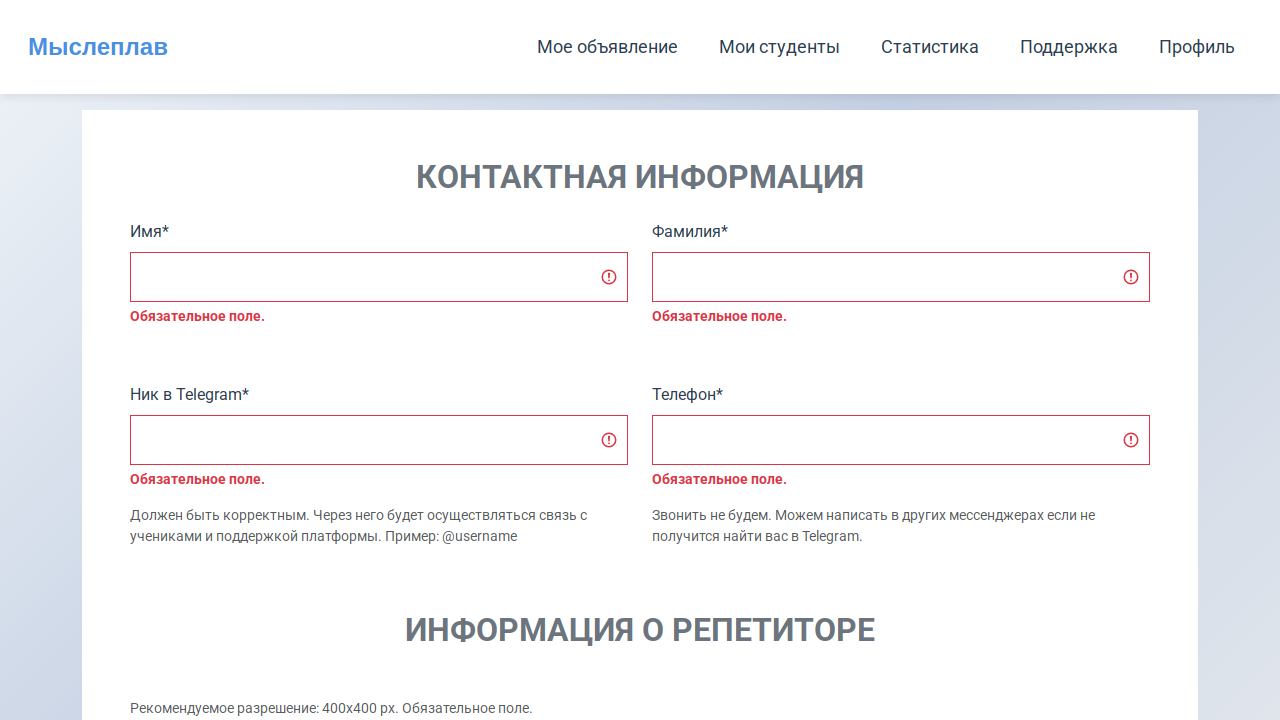 Мыслеплав
Мое объявление
Мои студенты
Статистика
Поддержка
Профиль
КОНТАКТНАЯ ИНФОРМАЦИЯ
Имя*
Фамилия*
Обязательное поле.
Обязательное поле.
Ник в Telegram*
Телефон*
Обязательное поле.
Обязательное поле.
Должен быть корректным. Через него будет осуществляться связь с
учениками и поддержкой платформы. Пример: @username
Звонить не будем. Можем написать в других мессенджерах если не
получится найти вас в Telegram.
ИНФОРМАЦИЯ О РЕПЕТИТОРЕ
Рекомендуемое разрешение: 400x400 px. Обязательное поле.